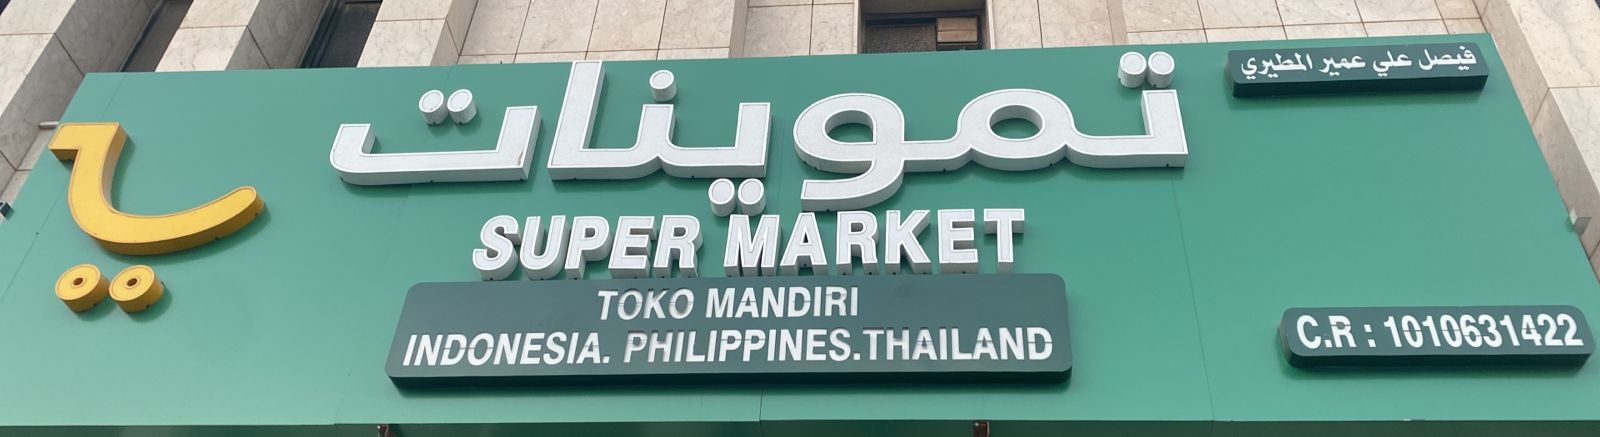 فيصل علي عمير المطيري
تموينات
SUPER MARKET
TOKO MANDIRI
INDONESIA. PHILIPPINES.THAILAND
C.R : 1010631422